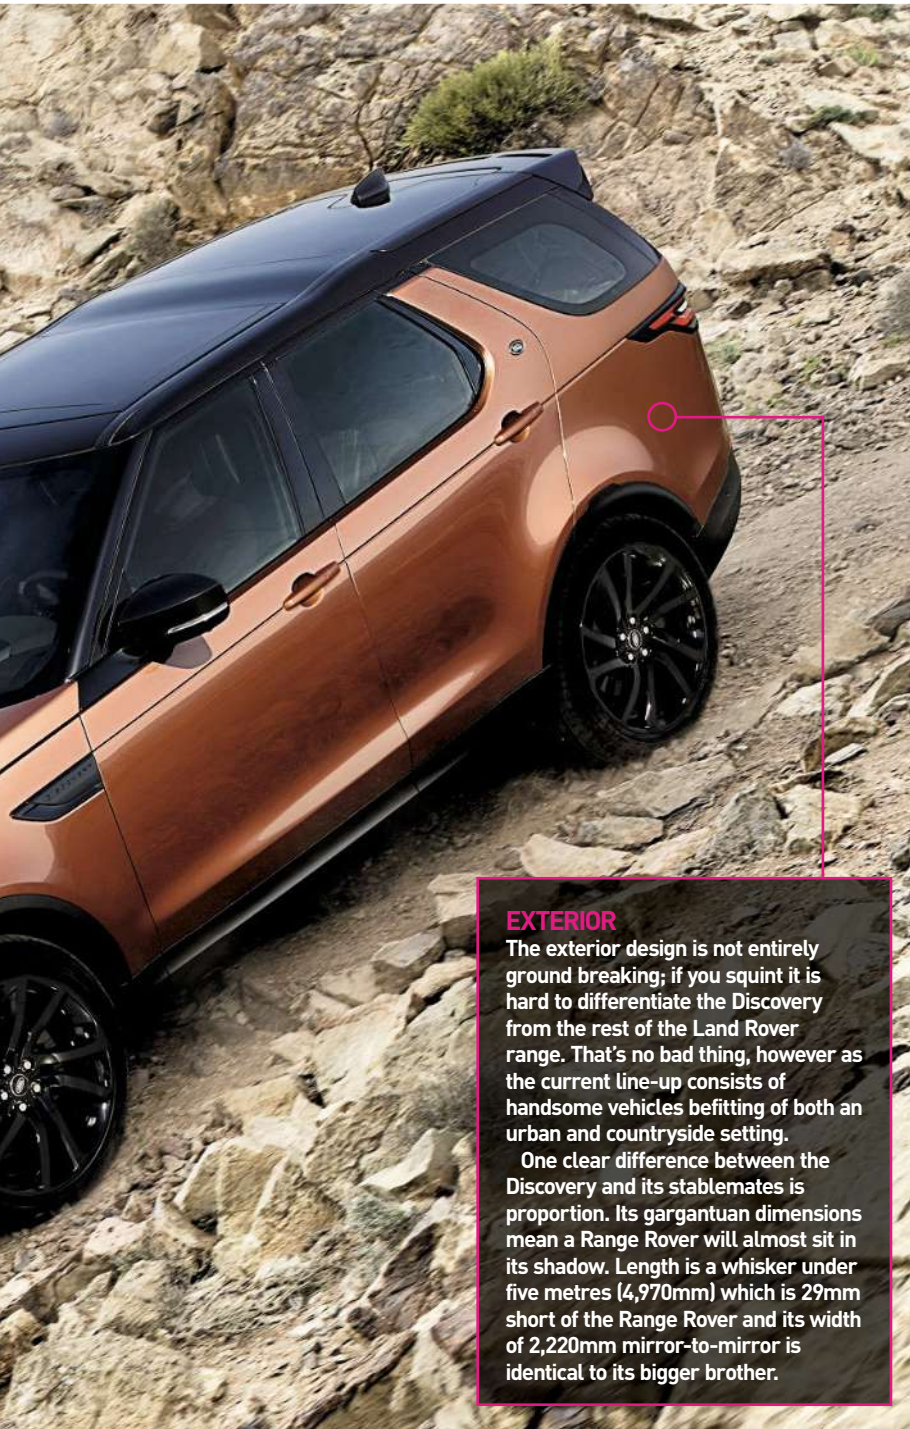 EXTERIOR
The exterior design is not entirely
ground breaking; if you squint it is
hard to differentiate the Discovery
from the rest of the Land Rover
range. That’s no bad thing, however as
the current line-up consists of
handsome vehicles befitting of both an
urban and countryside setting.
One clear difference between the
Discovery and its stablemates is
proportion. Its gargantuan dimensions
mean a Range Rover will almost sit in
its shadow. Length is a whisker under
five metres (4,970mm) which is 29mm
short of the Range Rover and its width
of 2,220mm mirror-to-mirror is
identical to its bigger brother.